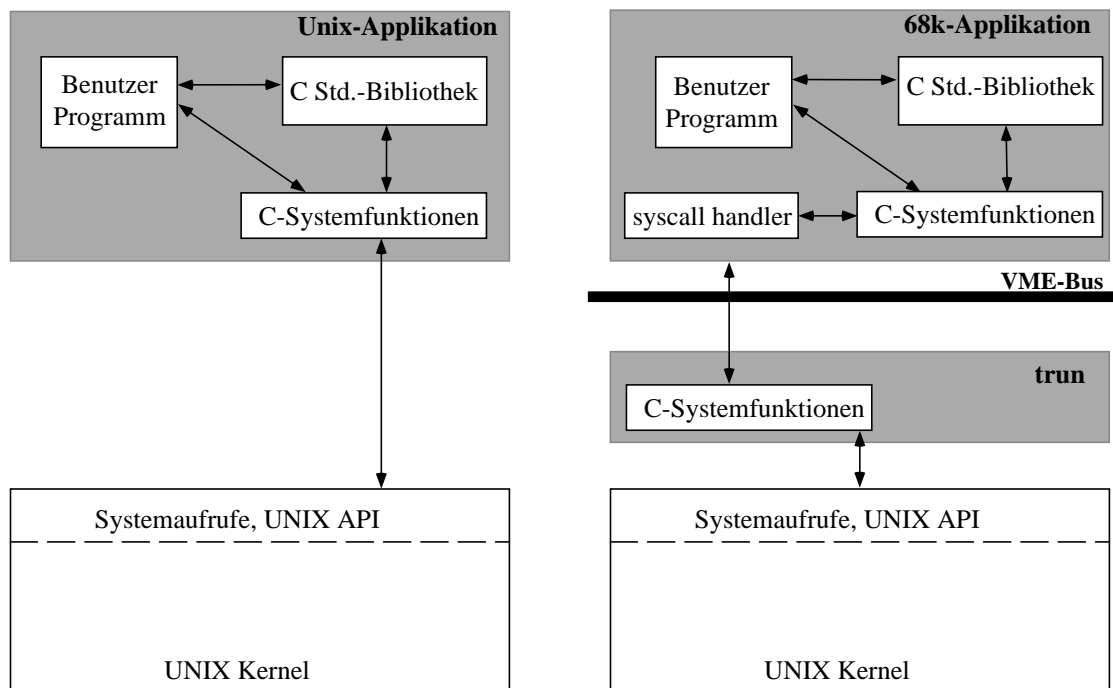 Unix-Applikation
Benutzer
Programm
C Std.-Bibliothek
C-Systemfunktionen
Systemaufrufe, UNIX API
UNIX Kernel
68k-Applikation
Benutzer
Programm
C Std.-Bibliothek
syscall handler
C-Systemfunktionen
VME-Bus
trun
C-Systemfunktionen
Systemaufrufe, UNIX API
UNIX Kernel